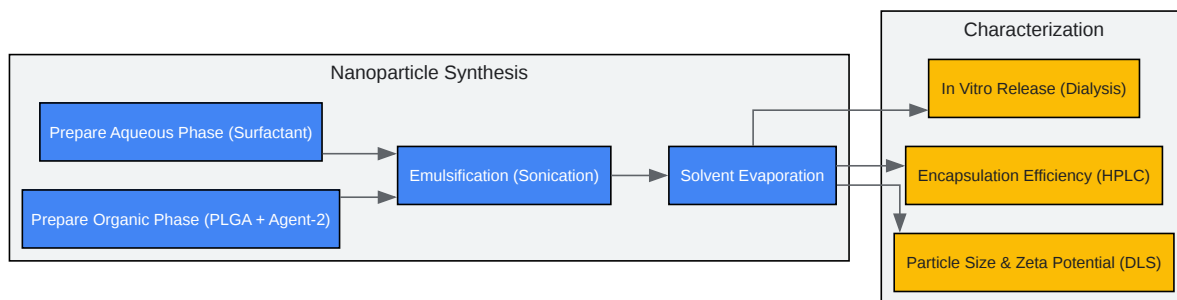 Characterization
Nanoparticle Synthesis
In Vitro Release (Dialysis)
Prepare Aqueous Phase (Surfactant)
Emulsification (Sonication)
Solvent Evaporation
Encapsulation Efficiency (HPLC)
Prepare Organic Phase (PLGA + Agent-2)
Particle Size & Zeta Potential (DLS)